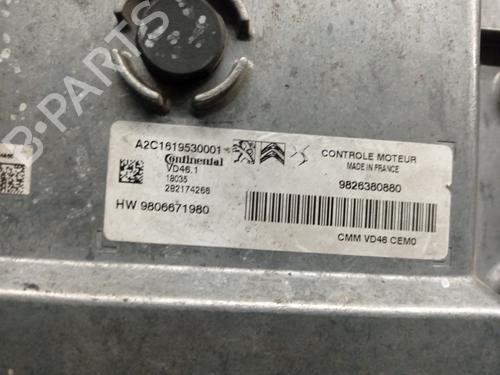 B-PARTS
A2C1619530001
Continental
VD46.1
18035
282174266
HW 9806671980
CONTROLE MOTEUR
MADE IN FRANCE
9826380880
CMM VD46 CEM0